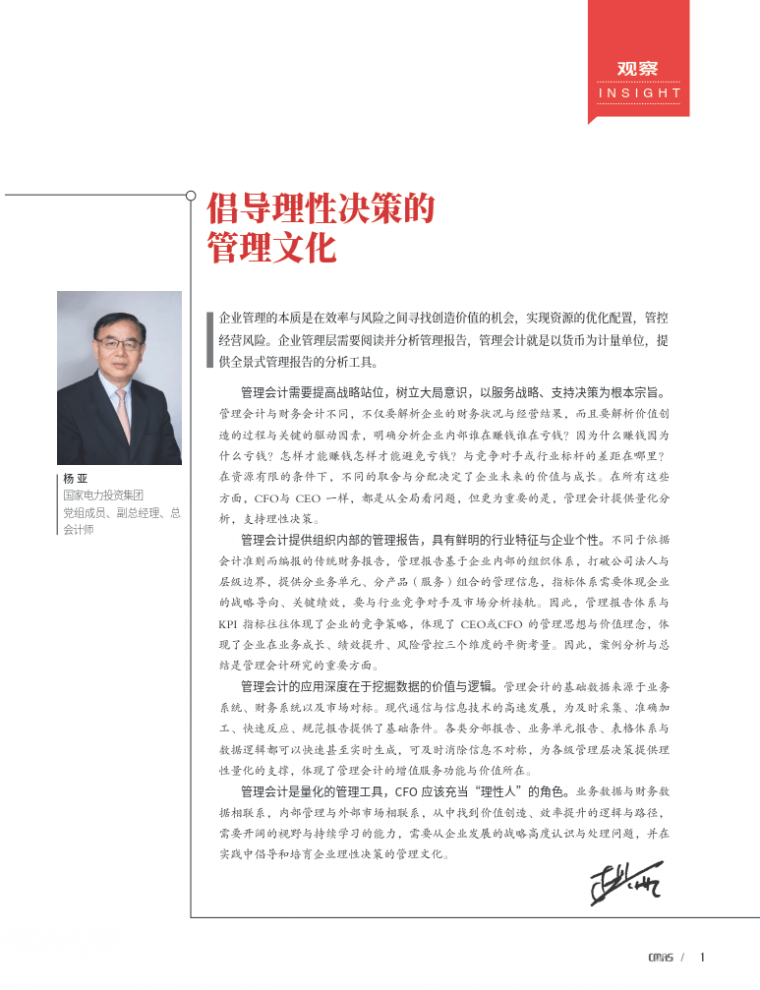 观察
INSIGHT
倡导理性决策的
管理文化
企业管理的本质是在效率与风险之间寻找创造价值的机会，实现资源的优化配置，管控
经营风险。企业管理层需要阅读并分析管理报告，管理会计就是以货币为计量单位，提
供全景式管理报告的分析工具。
管理会计需要提高战略站位，树立大局意识，以服务战略、支持决策为根本宗旨。
管理会计与财务会计不同，不仅要解析企业的财务状况与经营结果，而且要解析价值创
造的过程与关键的驱动因素，明确分析企业内部谁在赚钱谁在亏钱？因为什么赚钱因为
什么亏钱？怎样才能赚钱怎样才能避免亏钱？与竞争对手或行业标杆的差距在哪里？
在资源有限的条件下，不同的取舍与分配决定了企业未来的价值与成长。在所有这些
方面，CFO与 CEO 一样，都是从全局看问题，但更为重要的是，管理会计提供量化分
析，支持理性决策。
管理会计提供组织内部的管理报告，具有鲜明的行业特征与企业个性。不同于依据
会计准则而编报的传统财务报告，管理报告基于企业内部的组织体系，打破公司法人与
层级边界，提供分业务单元、分产品（服务）组合的管理信息，指标体系需要体现企业
的战略导向、关键绩效，要与行业竞争对手及市场分析接轨。因此，管理报告体系与
KPI 指标往往体现了企业的竞争策略，体现了 CEO或CFO 的管理思想与价值理念，体
现了企业在业务成长、绩效提升、风险管控三个维度的平衡考量。因此，案例分析与总
结是管理会计研究的重要方面。
管理会计的应用深度在于挖掘数据的价值与逻辑。管理会计的基础数据来源于业务
系统、财务系统以及市场对标。现代通信与信息技术的高速发展，为及时采集、准确加
工、快速反应、规范报告提供了基础条件。各类分部报告、业务单元报告、表格体系与
数据逻辑都可以快速甚至实时生成，可及时消除信息不对称，为各级管理层决策提供理
性量化的支撑，体现了管理会计的增值服务功能与价值所在。
管理会计是量化的管理工具，CFO 应该充当“理性人”的角色。业务数据与财务数
据相联系，内部管理与外部市场相联系，从中找到价值创造、效率提升的逻辑与路径，
需要开阔的视野与持续学习的能力，需要从企业发展的战略高度认识与处理问题，并在
实践中倡导和培育企业理性决策的管理文化。
杨 亚
国家电力投资集团
党组成员、副总经理、总
会计师
CMAS / 1